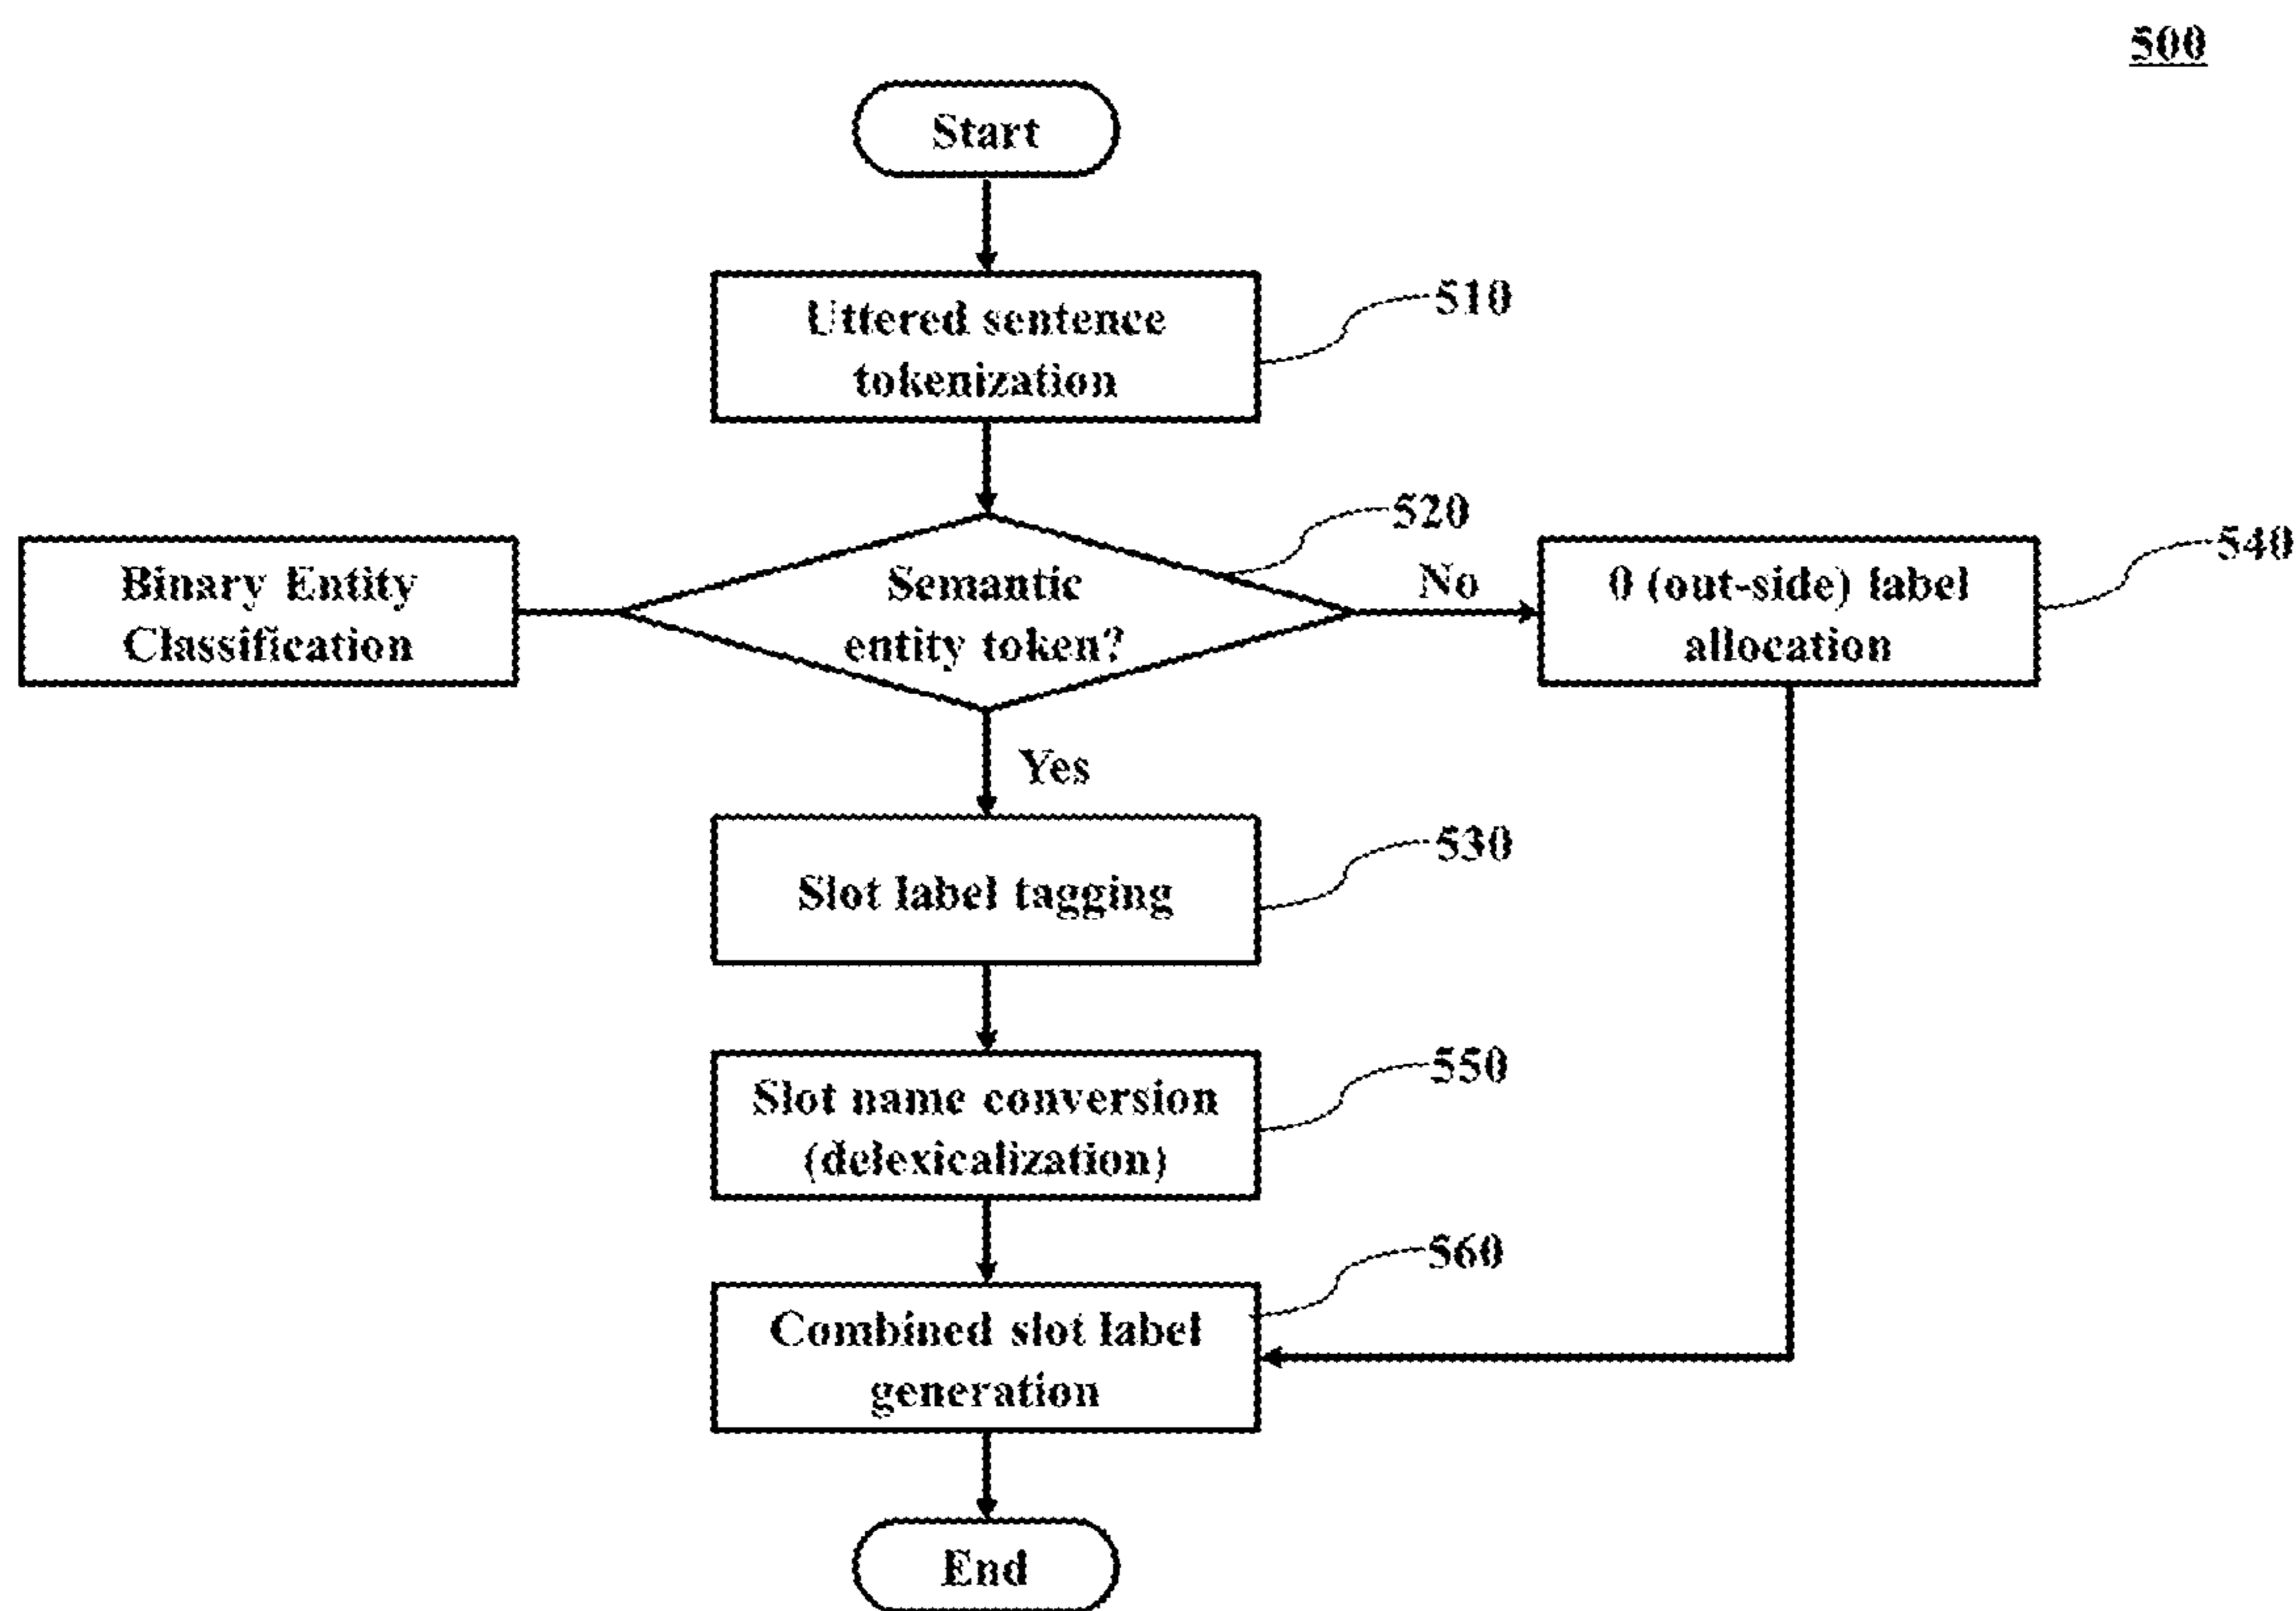 500
Start
Uttered sentence
tokenization
510
Binary Entity
Classification
Semantic
entity token?
520
No
0 (out-side) label
allocation
540
Yes
Slot label tagging
530
Slot name conversion
(delexicalization)
550
Combined slot label
generation
560
End